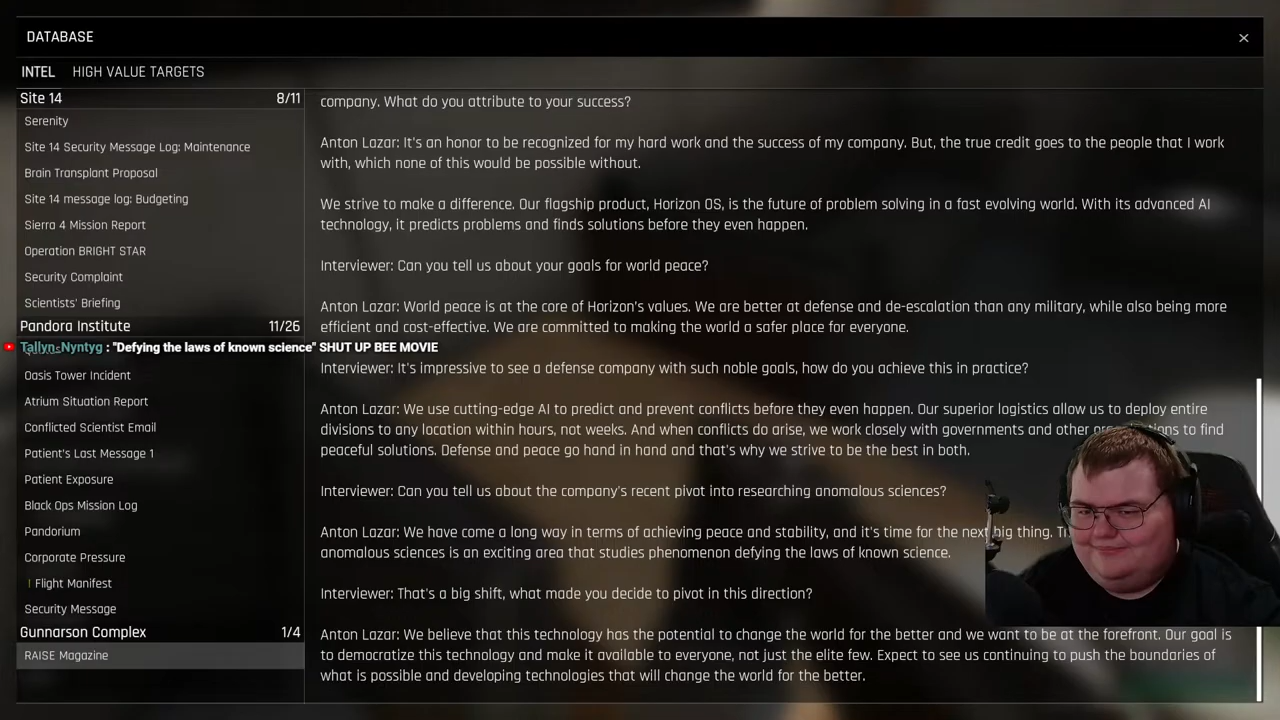 DATABASE
INTEL HIGH VALUE TARGETS
Site 14 8/11
Serenity
Site 14 Security Message Log: Maintenance
Brain Transplant Proposal
Site 14 message log: Budgeting
Sierra 4 Mission Report
Operation BRIGHT STAR
Security Complaint
Scientists' Briefing
Pandora Institute 11/26
Tallyn-Nyntyg : "Defying the laws of known science" SHUT UP BEE MOVIE
Oasis Tower Incident
Atrium Situation Report
Conflicted Scientist Email
Patient's Last Message 1
Patient Exposure
Black Ops Mission Log
Pandorium
Corporate Pressure
! Flight Manifest
Security Message
Gunnarson Complex 1/4
RAISE Magazine
company. What do you attribute to your success?
Anton Lazar: It's an honor to be recognized for my hard work and the success of my company. But, the true credit goes to the people that I work
with, which none of this would be possible without.
We strive to make a difference. Our flagship product, Horizon OS, is the future of problem solving in a fast evolving world. With its advanced AI
technology, it predicts problems and finds solutions before they even happen.
Interviewer: Can you tell us about your goals for world peace?
Anton Lazar: World peace is at the core of Horizon's values. We are better at defense and de-escalation than any military, while also being more
efficient and cost-effective. We are committed to making the world a safer place for everyone.
Interviewer: It's impressive to see a defense company with such noble goals, how do you achieve this in practice?
Anton Lazar: We use cutting-edge AI to predict and prevent conflicts before they even happen. Our superior logistics allow us to deploy entire
divisions to any location within hours, not weeks. And when conflicts do arise, we work closely with governments and other to find
peaceful solutions. Defense and peace go hand in hand and that's why we strive to be the best in both.
Interviewer: Can you tell us about the company's recent pivot into researching anomalous sciences?
Anton Lazar: We have come a long way in terms of achieving peace and stability, and it's time for the next big thing.
anomalous sciences is an exciting area that studies phenomenon defying the laws of known science.
Interviewer: That's a big shift, what made you decide to pivot in this direction?
Anton Lazar: We believe that this technology has the potential to change the world for the better and we want to be at the forefront. Our goal is
to democratize this technology and make it available to everyone, not just the elite few. Expect to see us continuing to push the boundaries of
what is possible and developing technologies that will change the world for the better.